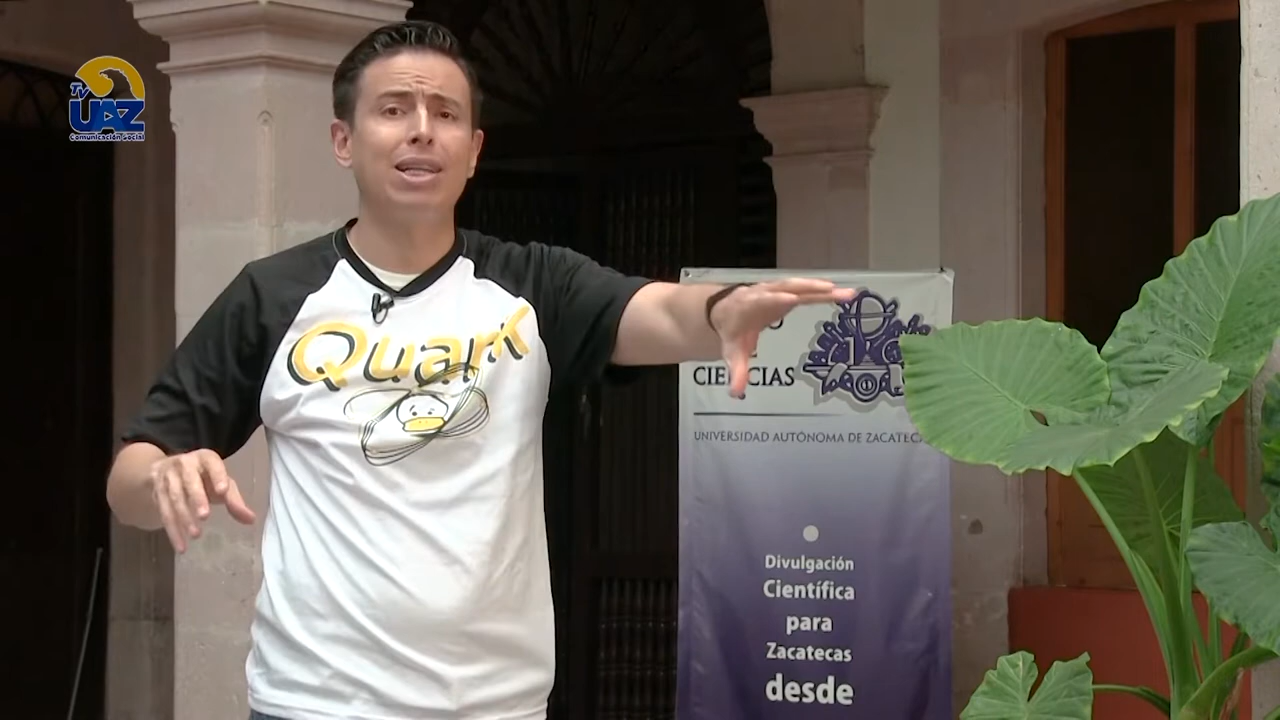 TV
UAZ
Comunicación Social
Quark
CIENCIAS
UNIVERSIDAD AUTÓNOMA DE ZACATECAS
Divulgación
Científica
para
Zacatecas
desde